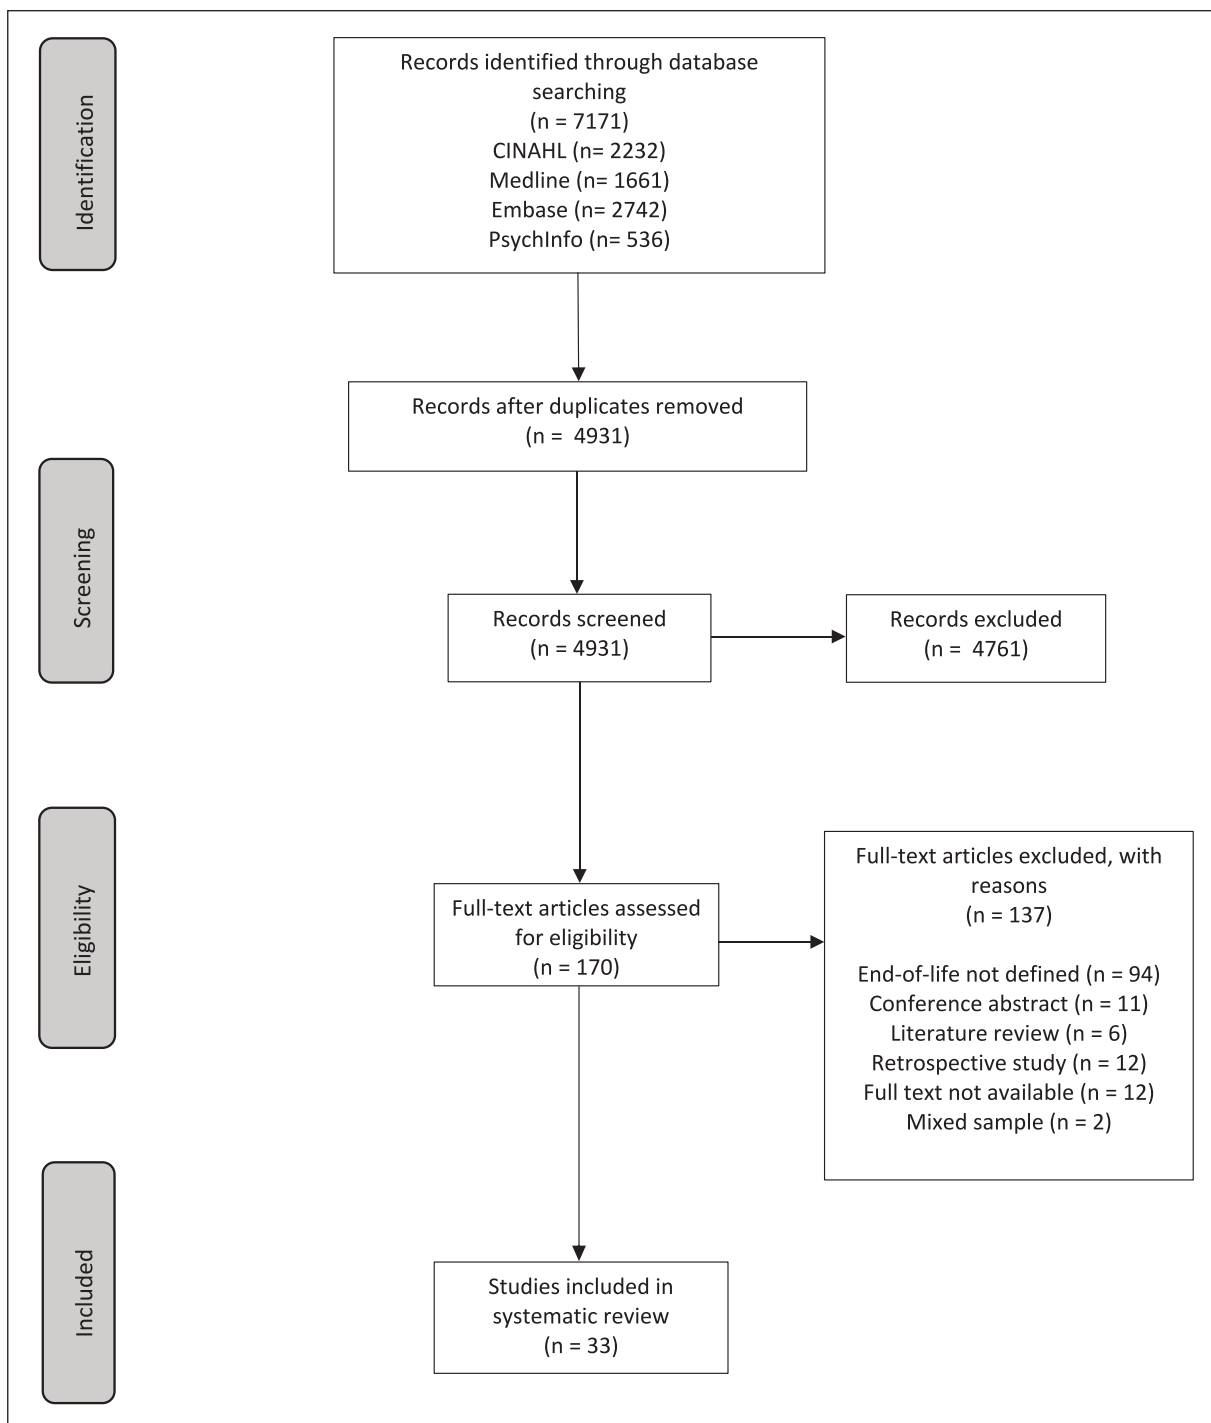 Identification
Records identified through database
searching
(n = 7171)
CINAHL (n= 2232)
Medline (n= 1661)
Embase (n= 2742)
PsychInfo (n= 536)
Records after duplicates removed
(n =  4931)
Screening
Records screened
(n = 4931)
Records excluded
(n =  4761)
Eligibility
Full-text articles assessed
for eligibility
(n = 170)
Full-text articles excluded, with
reasons
(n = 137)
End-of-life not defined (n = 94)
Conference abstract (n = 11)
Literature review (n = 6)
Retrospective study (n = 12)
Full text not available (n = 12)
Mixed sample (n = 2)
Included
Studies included in
systematic review
(n = 33)